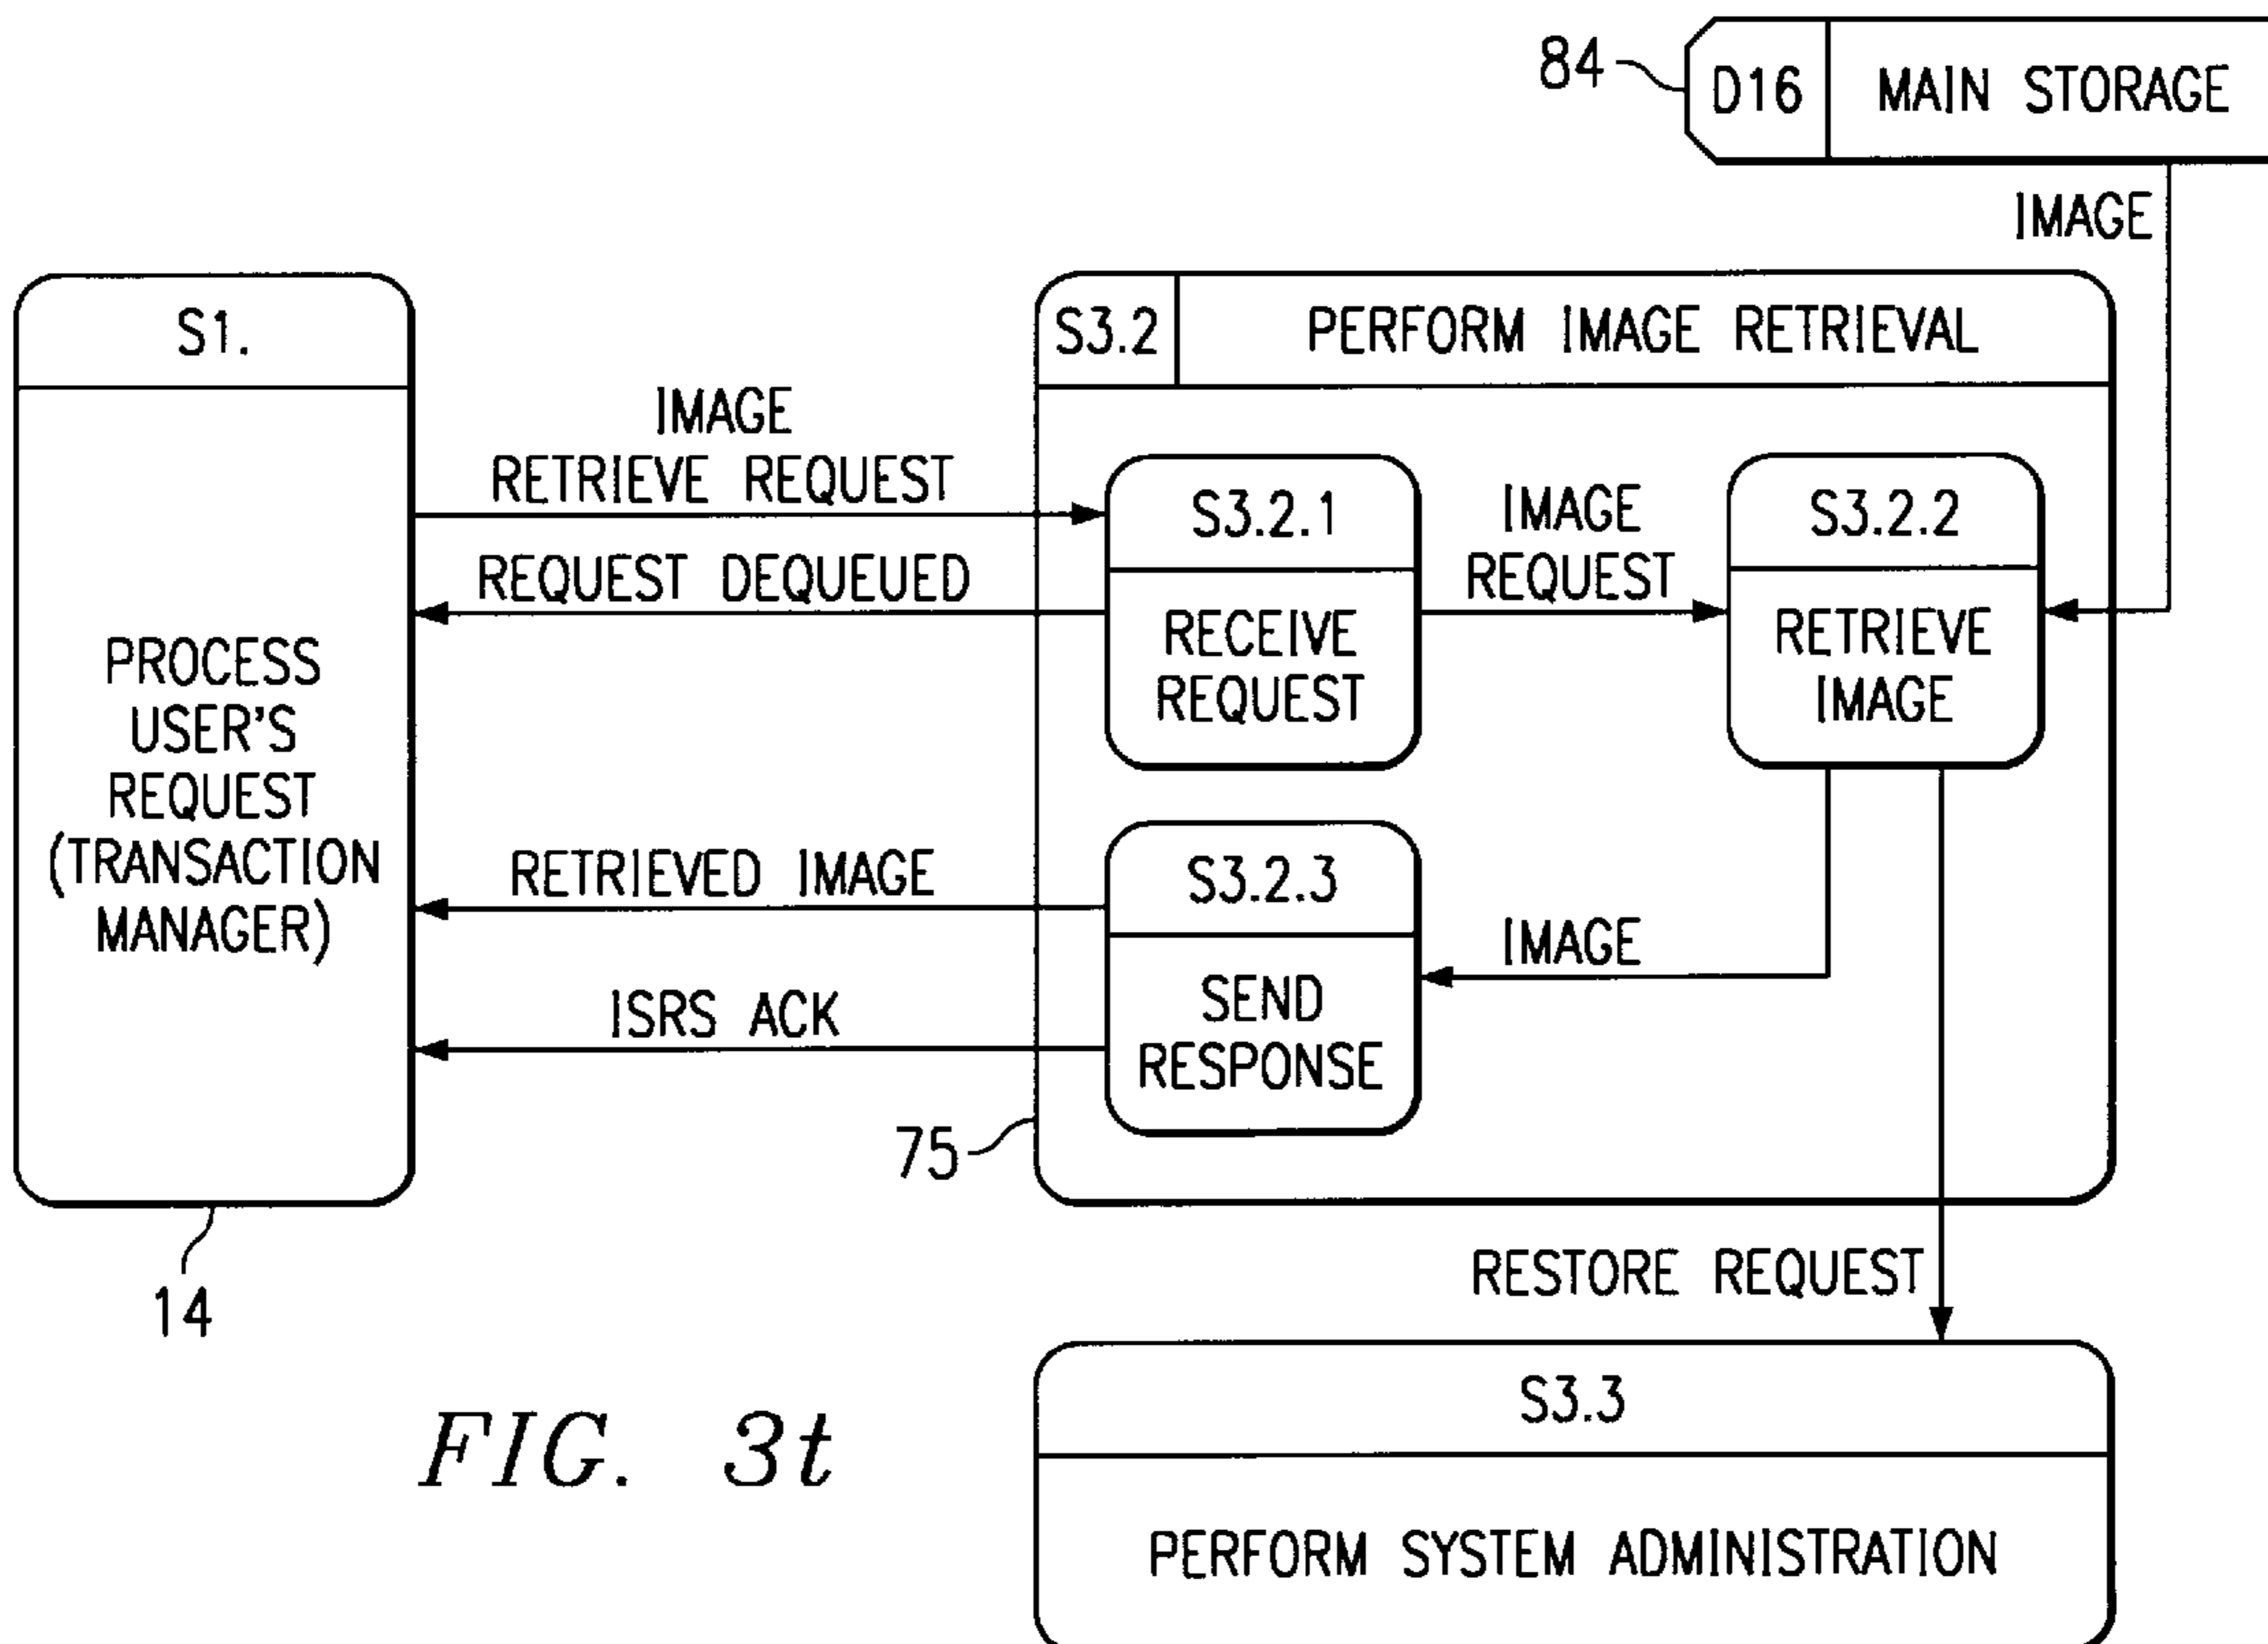 84
D16
MAIN STORAGE
IMAGE
S1.
PROCESS
USER'S
REQUEST
(TRANSACTION
MANAGER)
14
IMAGE
RETRIEVE REQUEST
REQUEST DEQUEUED
RETRIEVED IMAGE
ISRS ACK
S3.2
PERFORM IMAGE RETRIEVAL
S3.2.1
RECEIVE
REQUEST
IMAGE
REQUEST
S3.2.2
RETRIEVE
IMAGE
S3.2.3
SEND
RESPONSE
IMAGE
75
RESTORE REQUEST
S3.3
PERFORM SYSTEM ADMINISTRATION
FIG. 3t